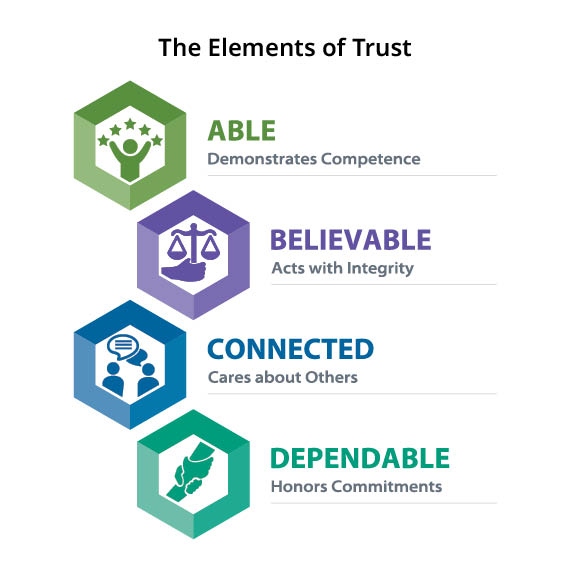 The Elements of Trust
ABLE
Demonstrates Competence
BELIEVABLE
Acts with Integrity
CONNECTED
Cares about Others
DEPENDABLE
Honors Commitments